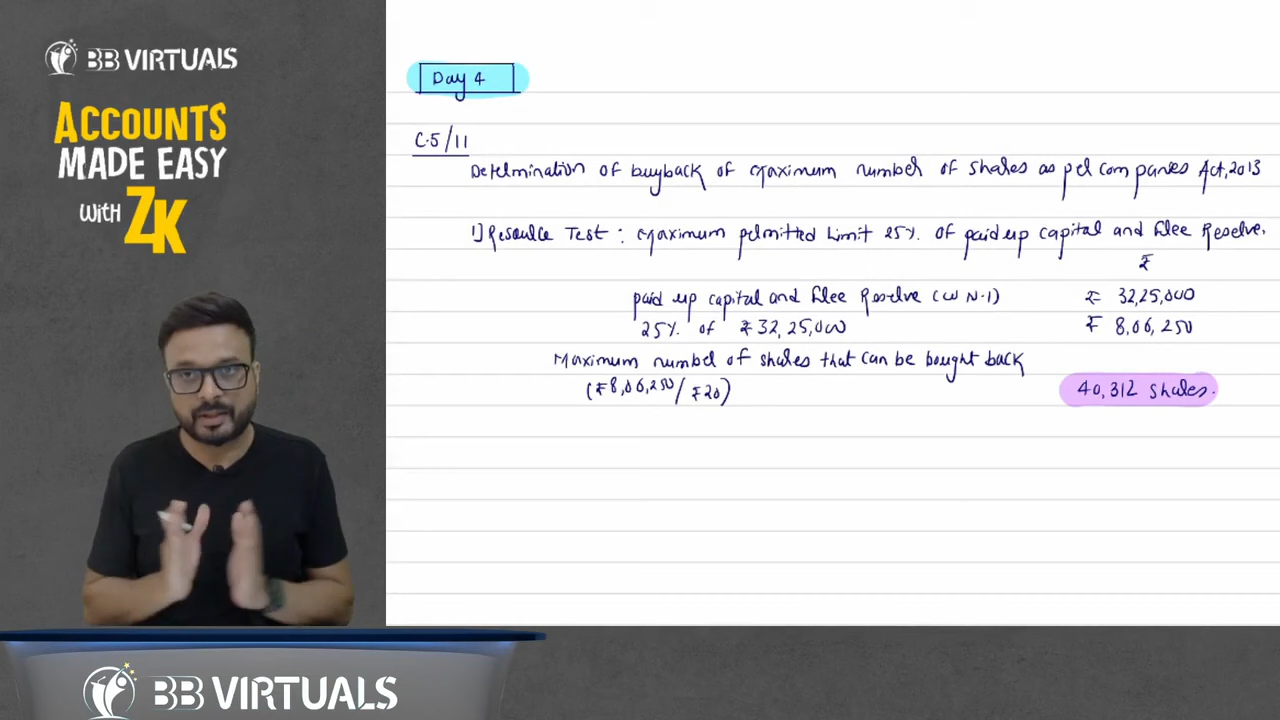 BB VIRTUALS
ACCOUNTS
MADE EASY
WITH ZK
Day 4
C.5/11
Determination of buyback of Maximum number of shares as per Companies Act, 2013
1) Resource Test : Maximum permitted Limit 25% of paid up capital and Free Reserve.
₹
paid up capital and Free Reserve (W N-1) ₹ 32,25,000
25% of ₹32,25,000 ₹ 8,06,250
Maximum number of shares that can be bought back
(₹8,06,250/₹20) 40,312 shares.
BB VIRTUALS